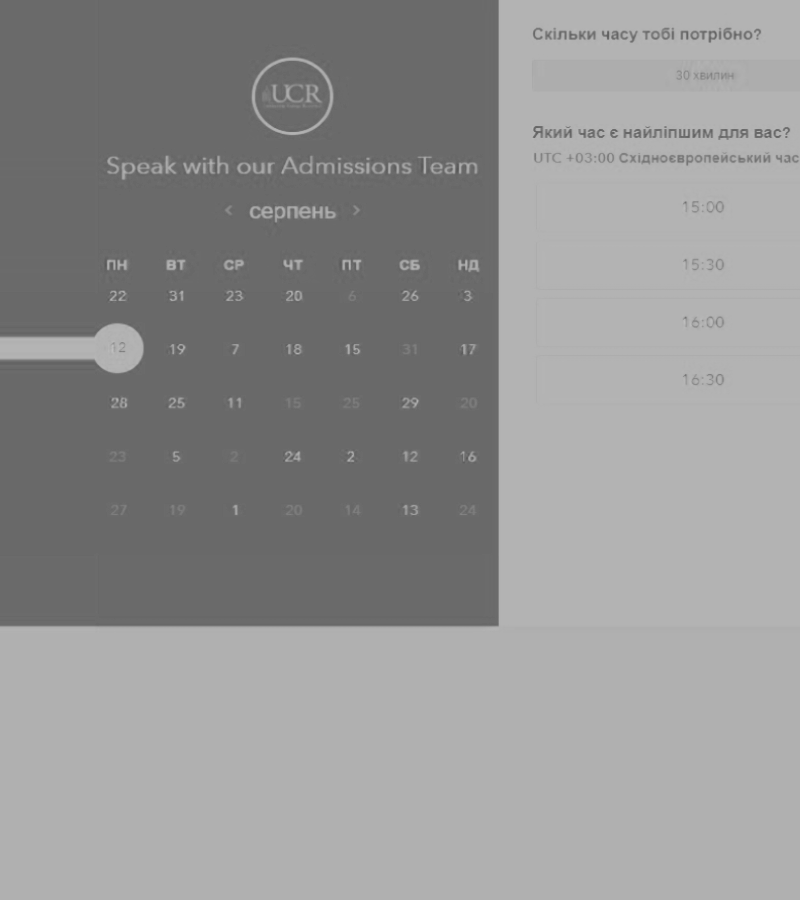 UCR
Speak with our Admissions Team
‹ серпень ›
ПН ВТ СР ЧТ ПТ СБ НД
22 31 23 20 6 26 3
12 19 7 18 15 31 17
28 25 11 15 25 29 20
23 5 2 24 2 12 16
27 19 1 20 14 13 24
Скільки часу тобі потрібно?
30 хвилин
Який час є найліпшим для вас?
UTC +03:00 Східноєвропейський час
15:00
15:30
16:00
16:30